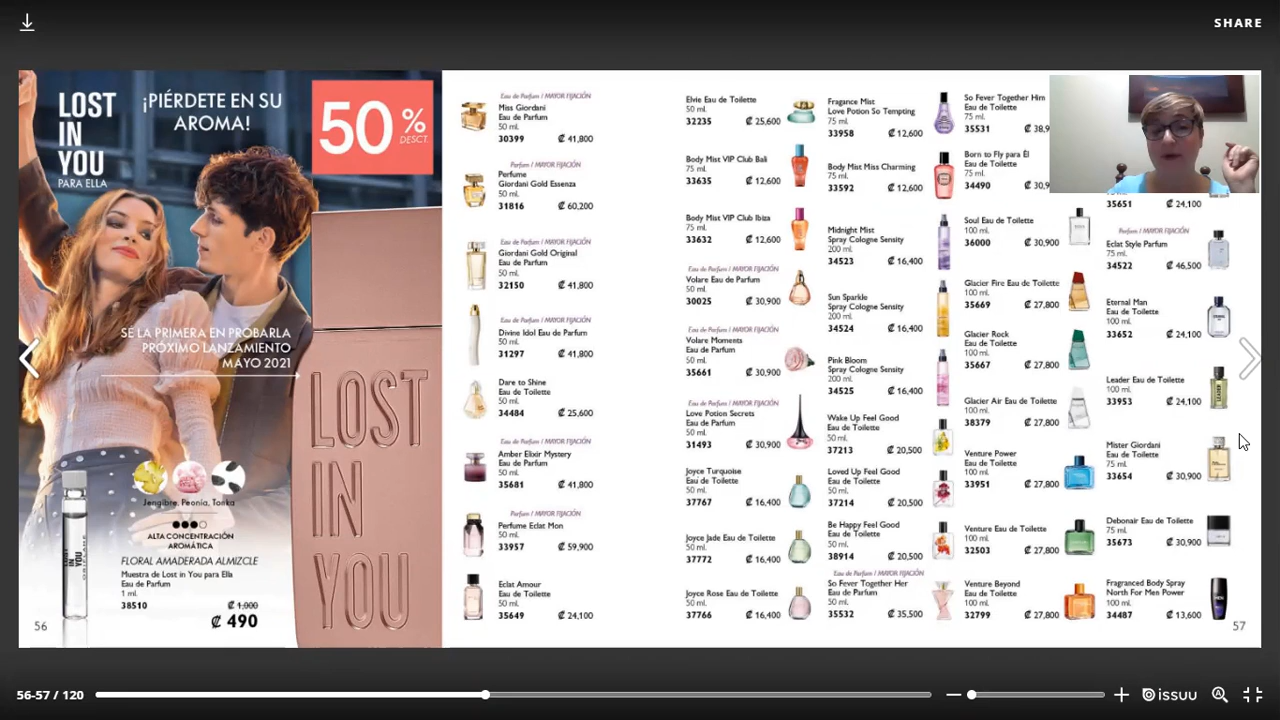 SHARE
LOST
IN
YOU
PARA ELLA
¡PIÉRDETE EN SU
AROMA!
50%
DESCT.
SÉ LA PRIMERA EN PROBARLA
PRÓXIMO LANZAMIENTO
MAYO 2021
LOST
IN
YOU
Jengibre, Peonía, Tonka
ALTA CONCENTRACIÓN
AROMÁTICA
FLORAL AMADERADA ALMIZCLE
Muestra de Lost in You para Ella
Eau de Parfum
1 ml.
38510 ₡ 1,000
₡ 490
56
Eau de Parfum / MAYOR FIJACIÓN
Miss Giordani
Eau de Parfum
50 ml.
30399 ₡ 41,800
Parfum / MAYOR FIJACIÓN
Perfume
Giordani Gold Essenza
50 ml.
31816 ₡ 60,200
Eau de Parfum / MAYOR FIJACIÓN
Giordani Gold Original
Eau de Parfum
50 ml.
32150 ₡ 41,800
Eau de Parfum / MAYOR FIJACIÓN
Divine Idol Eau de Parfum
50 ml.
31297 ₡ 41,800
Dare to Shine
Eau de Toilette
50 ml.
34484 ₡ 25,600
Eau de Parfum / MAYOR FIJACIÓN
Amber Elixir Mystery
Eau de Parfum
50 ml.
35681 ₡ 41,800
Parfum / MAYOR FIJACIÓN
Perfume Eclat Mon
50 ml.
33957 ₡ 59,900
Eclat Amour
Eau de Toilette
50 ml.
35649 ₡ 24,100
Elvie Eau de Toilette
50 ml.
32235 ₡ 25,600
Body Mist VIP Club Bali
75 ml.
33635 ₡ 12,600
Body Mist VIP Club Ibiza
75 ml.
33632 ₡ 12,600
Eau de Parfum / MAYOR FIJACIÓN
Volare Eau de Parfum
50 ml.
30025 ₡ 30,900
Eau de Parfum / MAYOR FIJACIÓN
Volare Moments
Eau de Parfum
50 ml.
35661 ₡ 30,900
Eau de Parfum / MAYOR FIJACIÓN
Love Potion Secrets
Eau de Parfum
50 ml.
31493 ₡ 30,900
Joyce Turquoise
Eau de Toilette
50 ml.
37767 ₡ 16,400
Joyce Jade Eau de Toilette
50 ml.
37772 ₡ 16,400
Joyce Rose Eau de Toilette
50 ml.
37766 ₡ 16,400
Fragance Mist
Love Potion So Tempting
75 ml.
33958 ₡ 12,600
Body Mist Miss Charming
75 ml.
33592 ₡ 12,600
Midnight Mist
Spray Cologne Sensity
200 ml.
34523 ₡ 16,400
Sun Sparkle
Spray Cologne Sensity
200 ml.
34524 ₡ 16,400
Pink Bloom
Spray Cologne Sensity
200 ml.
34525 ₡ 16,400
Wake Up Feel Good
Eau de Toilette
50 ml.
37213 ₡ 20,500
Loved Up Feel Good
Eau de Toilette
50 ml.
37214 ₡ 20,500
Be Happy Feel Good
Eau de Toilette
50 ml.
38914 ₡ 20,500
Eau de Parfum / MAYOR FIJACIÓN
So Fever Together Her
Eau de Parfum
50 ml.
35532 ₡ 35,500
So Fever Together Him
Eau de Toilette
75 ml.
35531 ₡ 38,9
Born to Fly para Él
Eau de Toilette
75 ml.
34490 ₡ 30,9
Soul Eau de Toilette
100 ml.
36000 ₡ 30,900
Glacier Fire Eau de Toilette
100 ml.
35669 ₡ 27,800
Glacier Rock
Eau de Toilette
100 ml.
35667 ₡ 27,800
Glacier Air Eau de Toilette
100 ml.
38379 ₡ 27,800
Venture Power
Eau de Toilette
100 ml.
33951 ₡ 27,800
Venture Eau de Toilette
100 ml.
32503 ₡ 27,800
Venture Beyond
Eau de Toilette
100 ml.
32799 ₡ 27,800
35651 ₡ 24,100
Parfum / MAYOR FIJACIÓN
Eclat Style Parfum
75 ml.
34522 ₡ 46,500
Eternal Man
Eau de Toilette
100 ml.
33652 ₡ 24,100
Leader Eau de Toilette
100 ml.
33953 ₡ 24,100
Mister Giordani
Eau de Toilette
75 ml.
33654 ₡ 30,900
Debonair Eau de Toilette
75 ml.
35673 ₡ 30,900
Fragranced Body Spray
North For Men Power
100 ml.
34487 ₡ 13,600
57
56-57 / 120
issuu